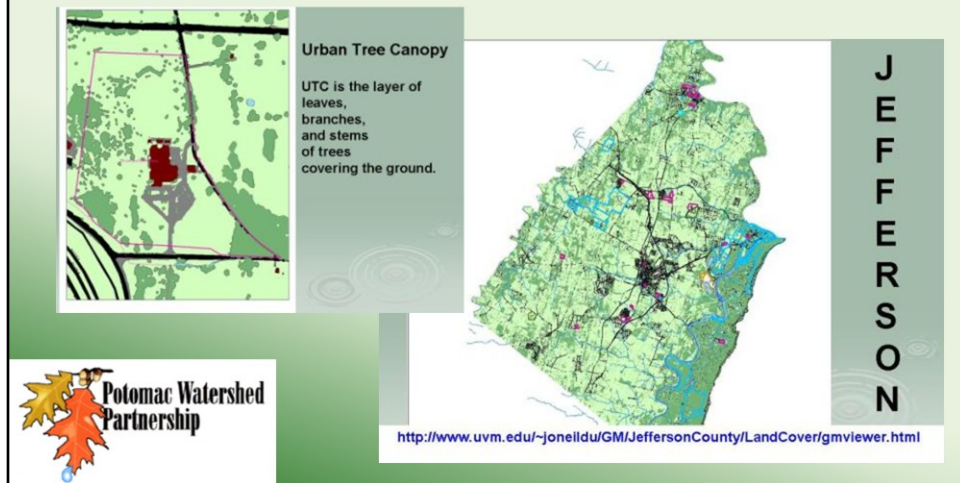 Urban Tree Canopy
UTC is the layer of
leaves,
branches,
and stems
of trees
covering the ground.
J
E
F
F
E
R
S
O
N
http://www.uvm.edu/~joneildu/GM/JeffersonCounty/LandCover/gmviewer.html
Potomac Watershed
Partnership